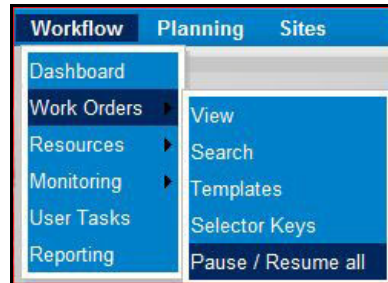 Workflow Planning Sites
Dashboard
Work Orders
Resources
Monitoring
User Tasks
Reporting
View
Search
Templates
Selector Keys
Pause / Resume all